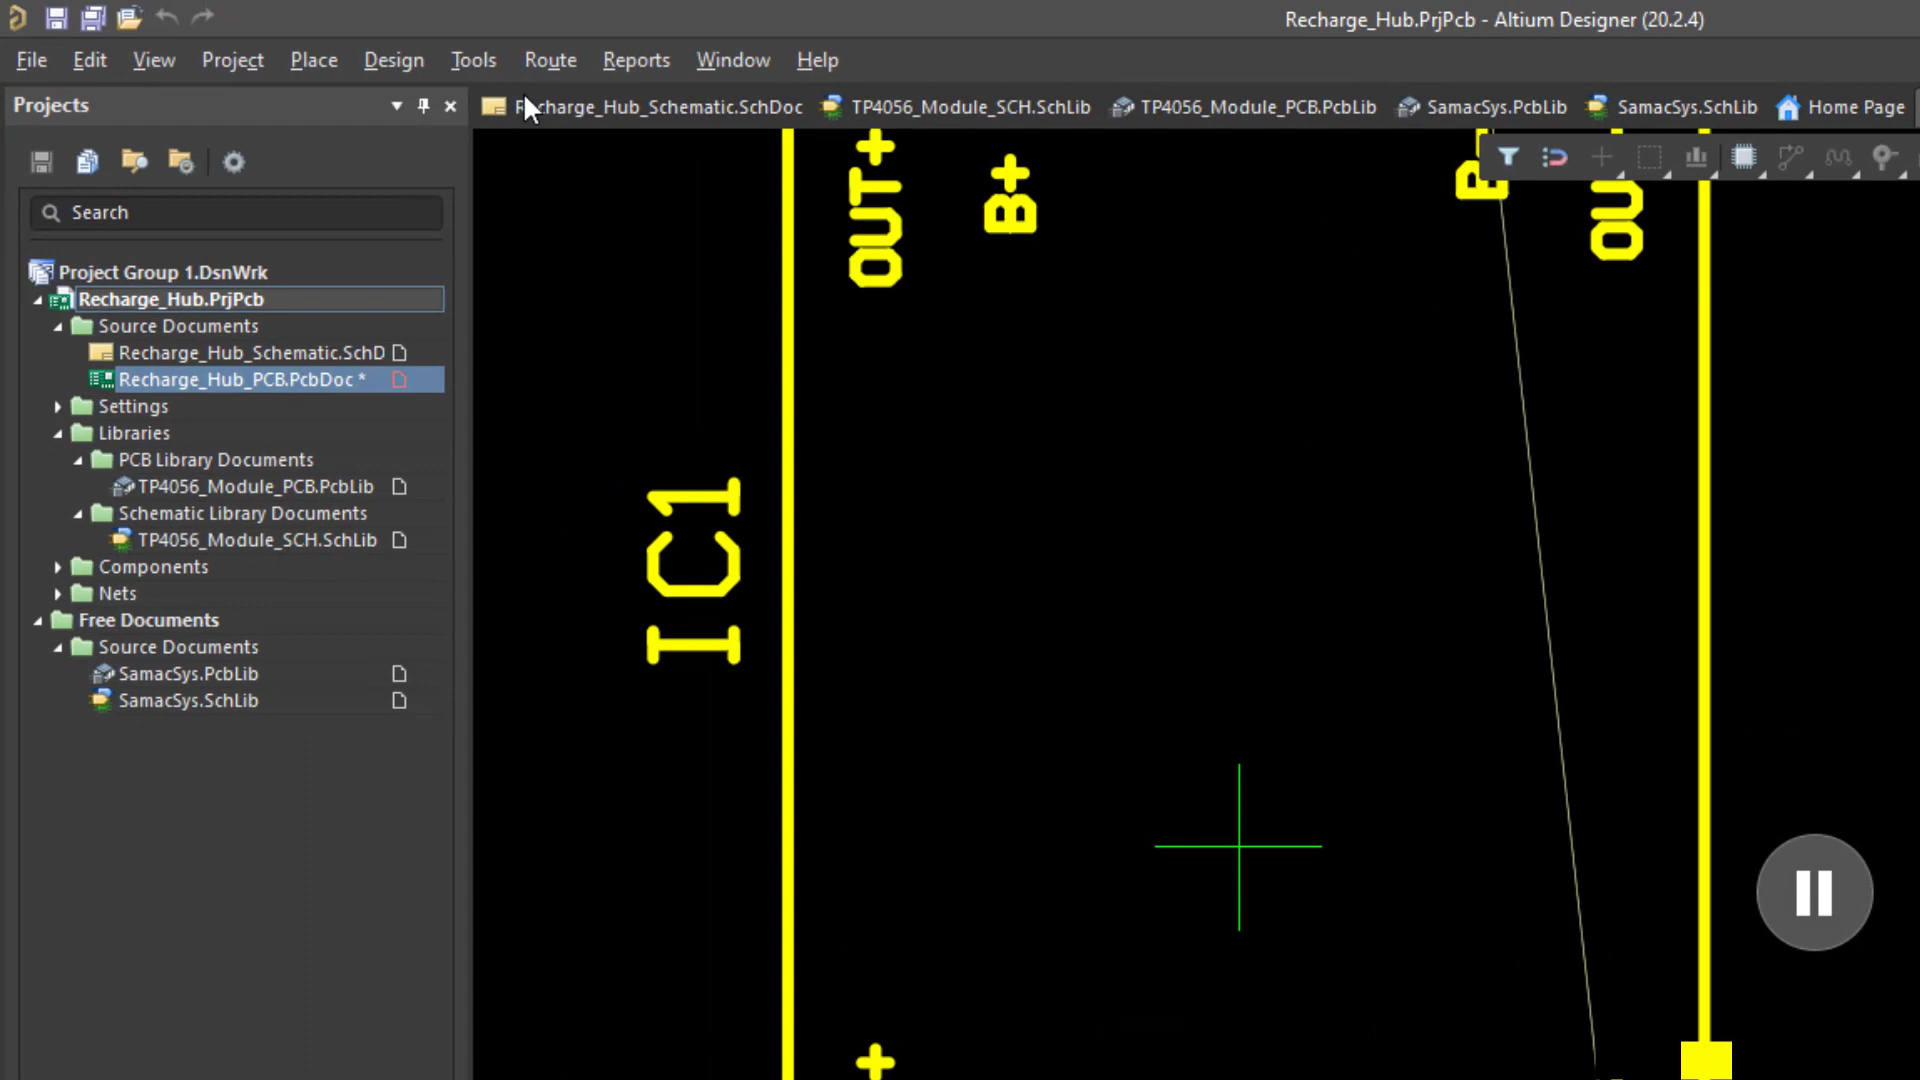 Recharge_Hub.PrjPcb - Altium Designer (20.2.4)
File Edit View Project Place Design Tools Route Reports Window Help
Projects
Recharge_Hub_Schematic.SchDoc TP4056_Module_SCH.SchLib TP4056_Module_PCB.PcbLib SamacSys.PcbLib SamacSys.SchLib Home Page
Search
Project Group 1.DsnWrk
Recharge_Hub.PrjPcb
Source Documents
Recharge_Hub_Schematic.SchD
Recharge_Hub_PCB.PcbDoc *
Settings
Libraries
PCB Library Documents
TP4056_Module_PCB.PcbLib
Schematic Library Documents
TP4056_Module_SCH.SchLib
Components
Nets
Free Documents
Source Documents
SamacSys.PcbLib
SamacSys.SchLib
OUT+
B+
B
OU
IC1
+